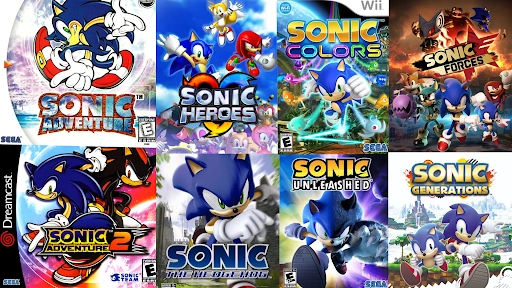 SONIC
ADVENTURE
TM
SEGA
E
SONIC
HEROES
Wii
SONIC
COLORS
E
SEGA
SONIC
FORCES
SEGA
Dreamcast
SONIC
ADVENTURE 2
SEGA
SONIC
TEAM
E
SONIC
THE HEDGEHOG
SONIC
UNLEASHED
SEGA
E
SONIC
GENERATIONS
SEGA